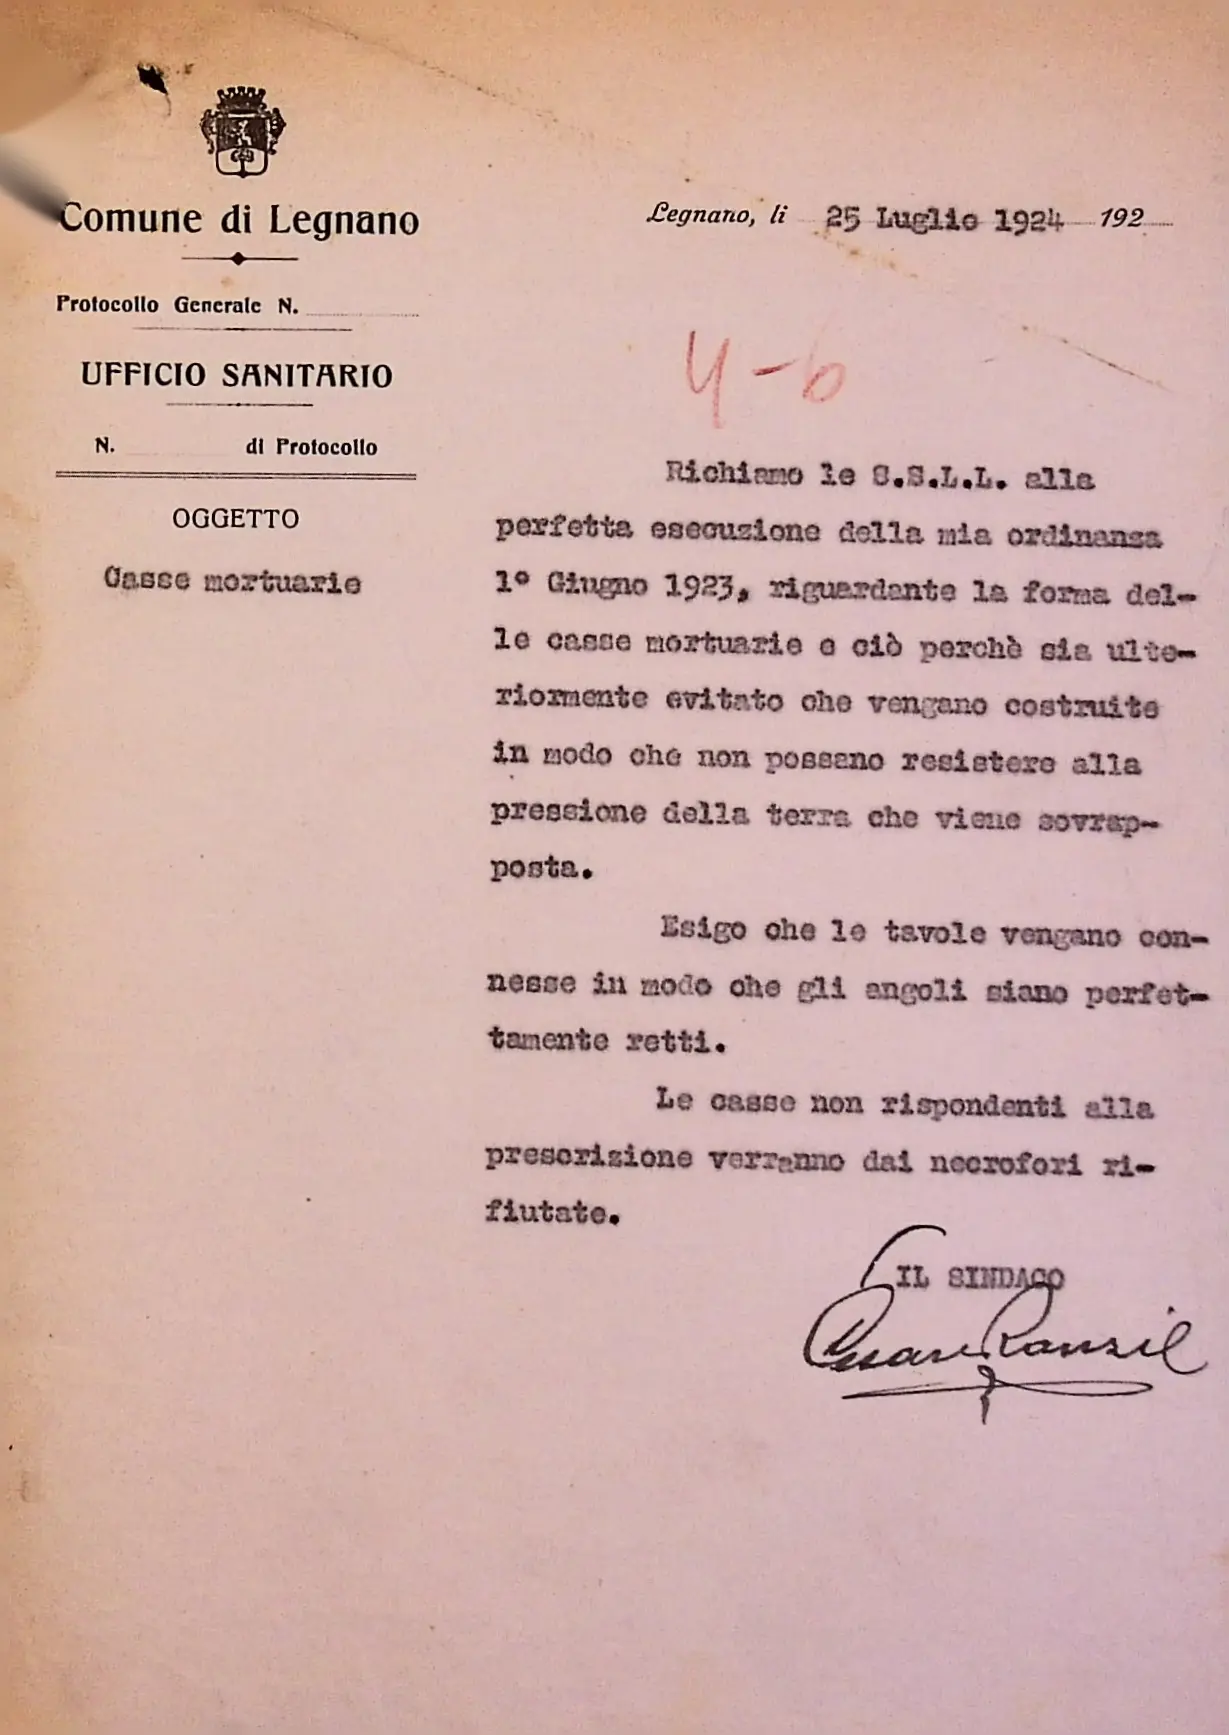 Comune di Legnano
Legnano, li 25 Luglio 1924 192
Protocollo Generale N.
UFFICIO SANITARIO
N. di Protocollo
OGGETTO
Casse mortuarie
4-6
Richiamo le S.S.L.L. alla
perfetta esecuzione della mia ordinanza
1° Giugno 1923, riguardante la forma del-
le casse mortuarie e ciò perchè sia ulte-
riormente evitato che vengano costruite
in modo che non possano resistere alla
pressione della terra che viene sovrap-
posta.
Esigo che le tavole vengano con-
nesse in modo che gli angoli siano perfet-
tamente retti.
Le casse non rispondenti alla
prescrizione verranno dai necrofori ri-
fiutate.
IL SINDACO